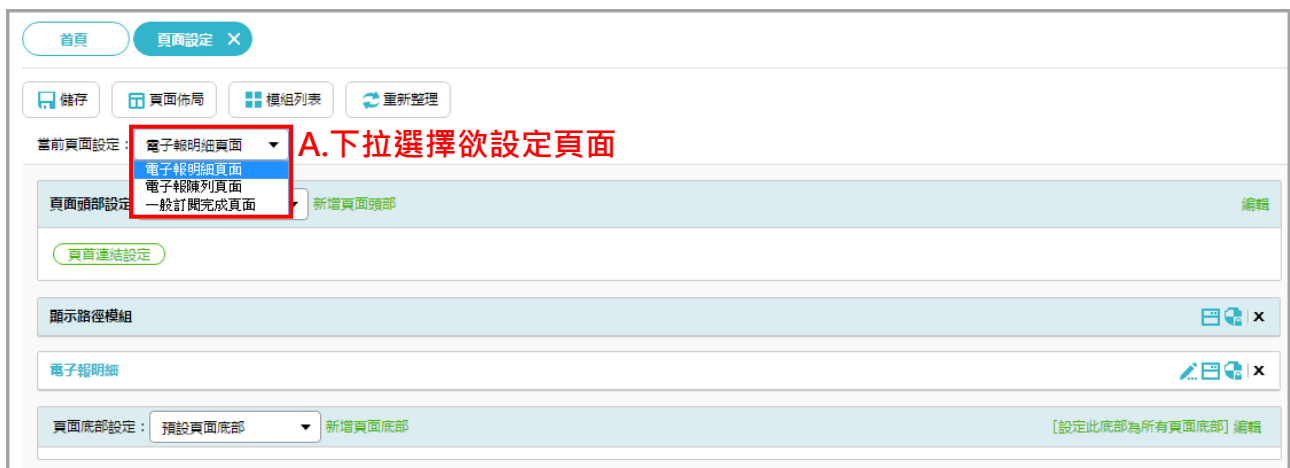 首頁 頁面設定 X
儲存 頁面佈局 模組列表 重新整理
當前頁面設定： 電子報明細頁面 A.下拉選擇欲設定頁面
電子報明細頁面
電子報陳列頁面
一般訂閱完成頁面
頁面頭部設定 新增頁面頭部 編輯
頁首連結設定
顯示路徑模組 X
電子報明細 X
頁面底部設定： 預設頁面底部 新增頁面底部 [設定此底部為所有頁面底部] 編輯